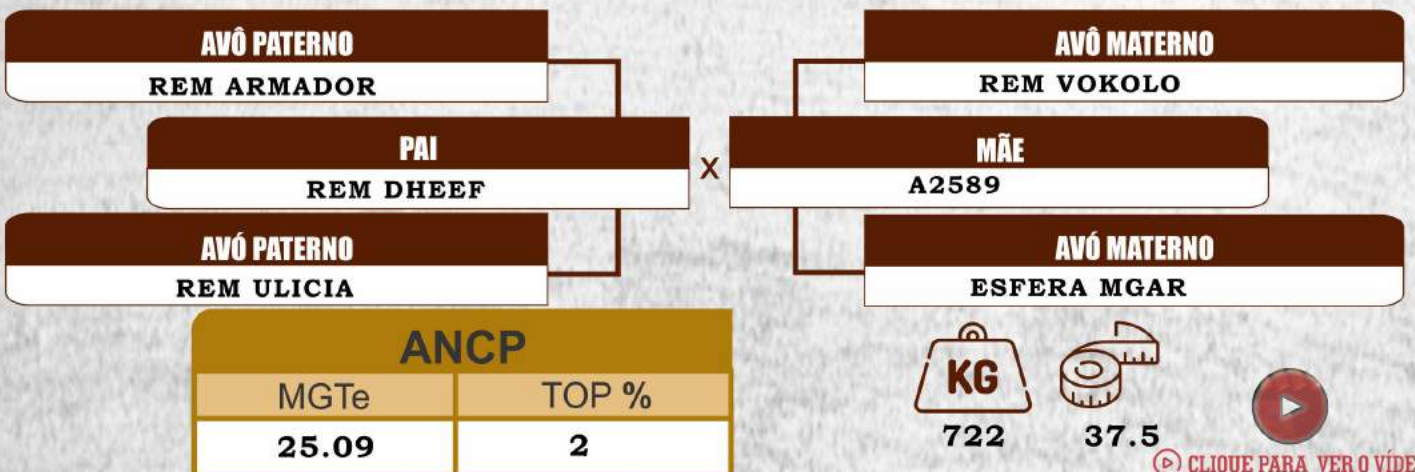 AVÔ PATERNO
REM ARMADOR
AVÔ MATERNO
REM VOKOLO
PAI
REM DHEEF
X
MÃE
A2589
AVÓ PATERNO
REM ULICIA
AVÓ MATERNO
ESFERA MGAR
ANCP
MGTe TOP %
25.09 2
KG
722 37.5
CLIQUE PARA VER O VÍDE